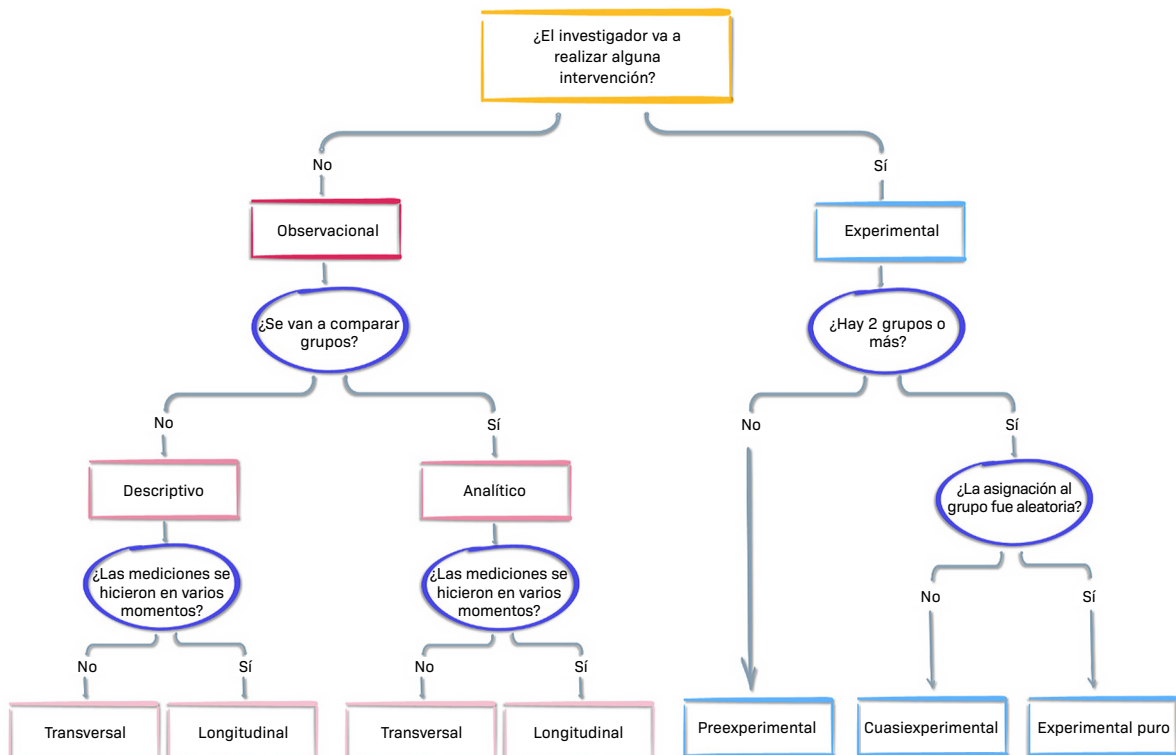 ¿El investigador va a
realizar alguna
intervención?
No
Sí
Observacional
Experimental
¿Se van a comparar
grupos?
¿Hay 2 grupos o
más?
No
Sí
No
Sí
Descriptivo
Analítico
¿La asignación al
grupo fue aleatoria?
¿Las mediciones se
hicieron en varios
momentos?
¿Las mediciones se
hicieron en varios
momentos?
No
Sí
No
Sí
No
Sí
Transversal
Longitudinal
Transversal
Longitudinal
Preexperimental
Cuasiexperimental
Experimental puro